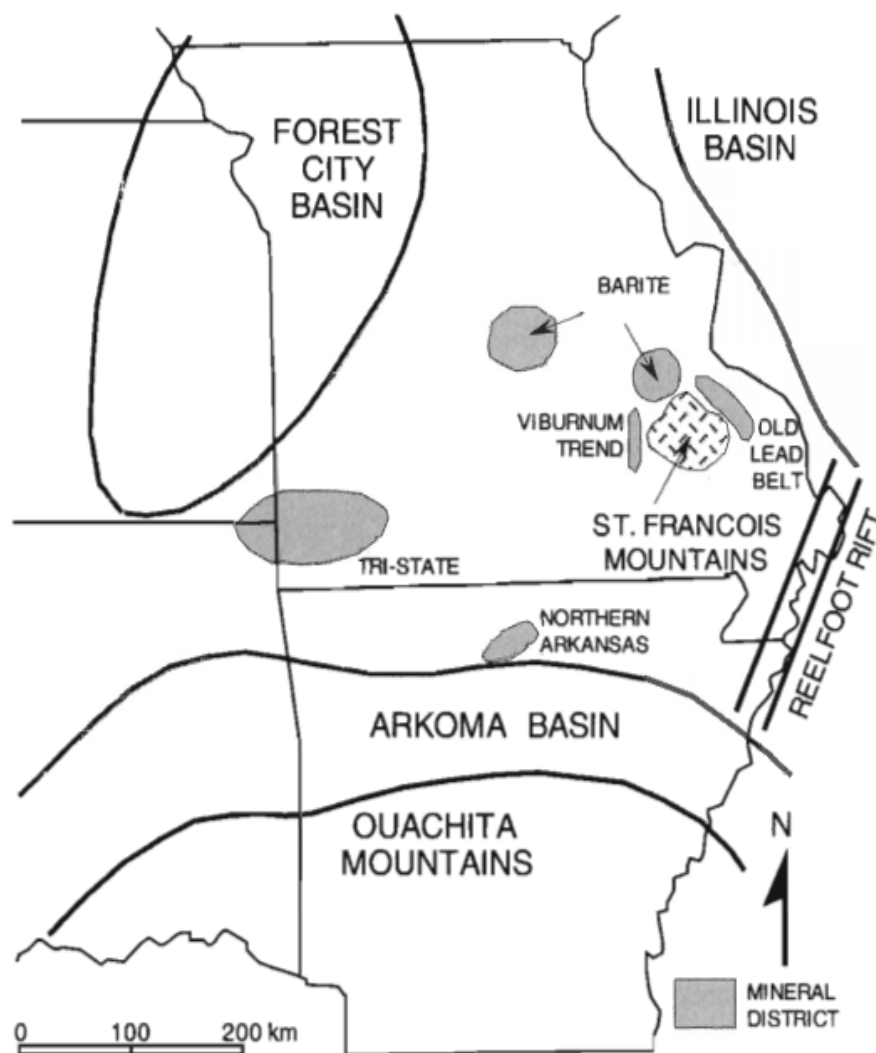 ILLINOIS
BASIN
FOREST
CITY
BASIN
BARITE
VIBURNUM
TREND
OLD
LEAD
BELT
ST. FRANCOIS
MOUNTAINS
TRI-STATE
REELFOOT RIFT
NORTHERN
ARKANSAS
ARKOMA BASIN
OUACHITA
MOUNTAINS
N
MINERAL
DISTRICT
0 100 200 km